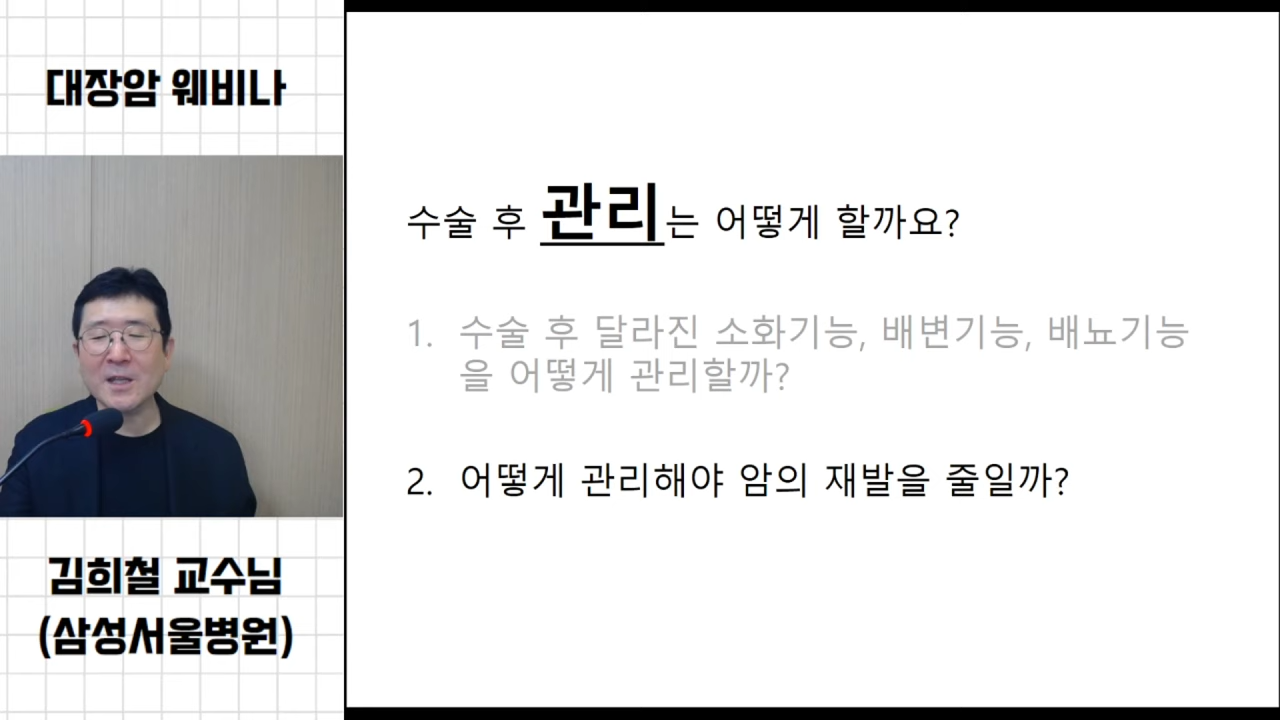 대장암 웨비나
김희철 교수님
(삼성서울병원)
수술 후 관리는 어떻게 할까요?
1. 수술 후 달라진 소화기능, 배변기능, 배뇨기능
을 어떻게 관리할까?
2. 어떻게 관리해야 암의 재발을 줄일까?